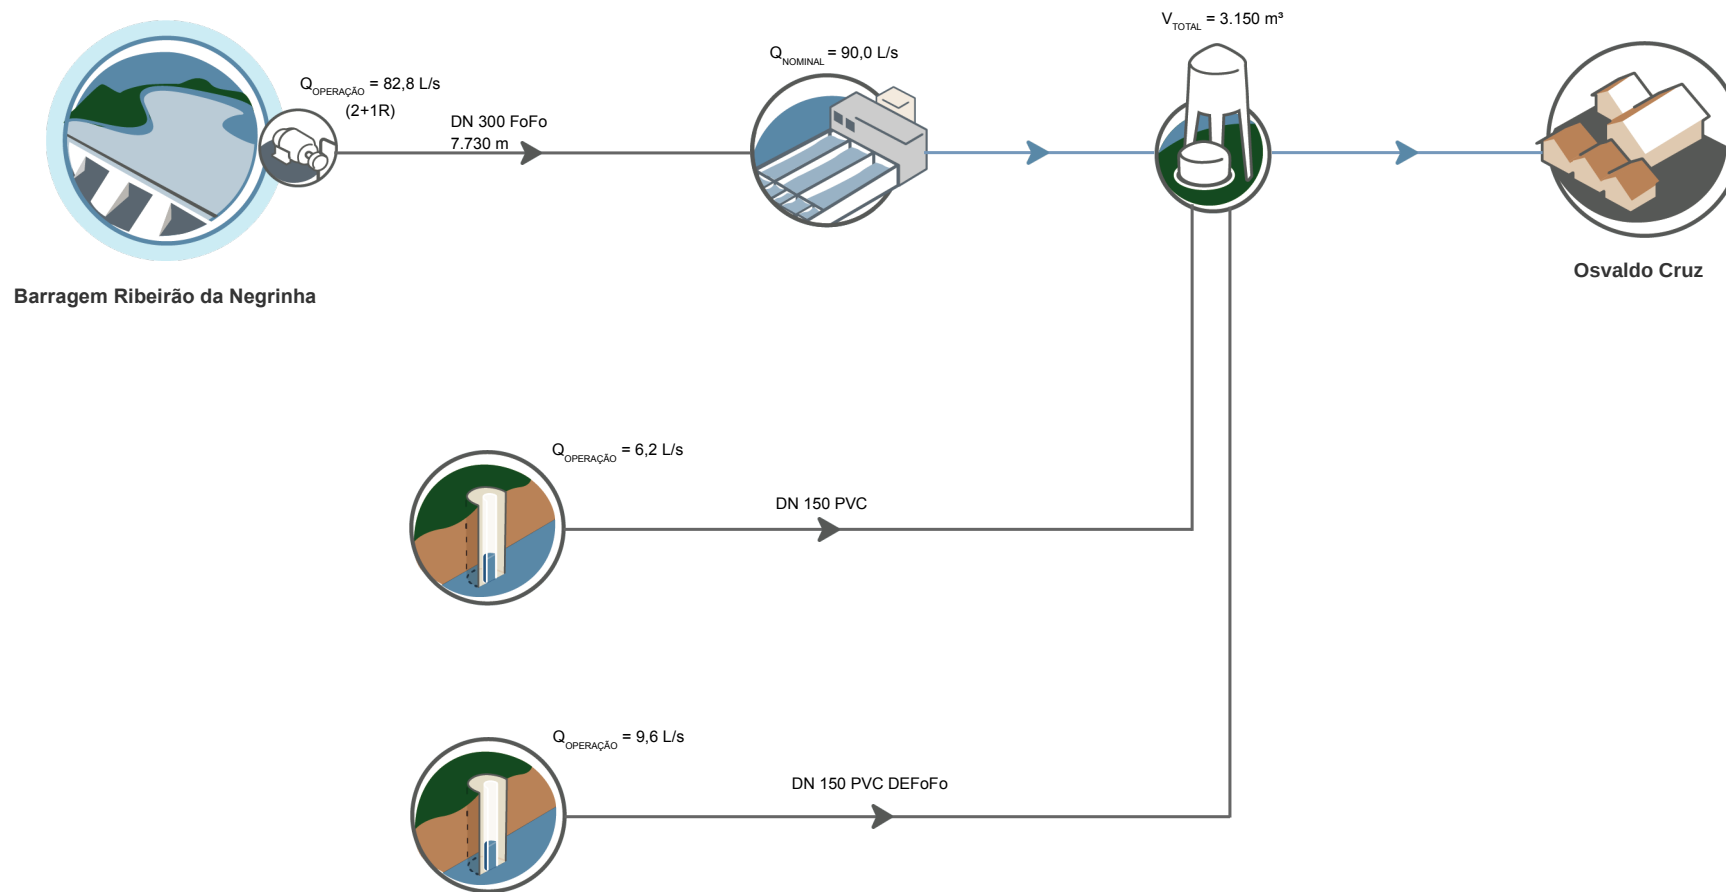 V_TOTAL = 3.150 m³
Q_NOMINAL = 90,0 L/s
Q_OPERAÇÃO = 82,8 L/s
(2+1R)
DN 300 FoFo
7.730 m
Osvaldo Cruz
Barragem Ribeirão da Negrinha
Q_OPERAÇÃO = 6,2 L/s
DN 150 PVC
Q_OPERAÇÃO = 9,6 L/s
DN 150 PVC DEFoFo